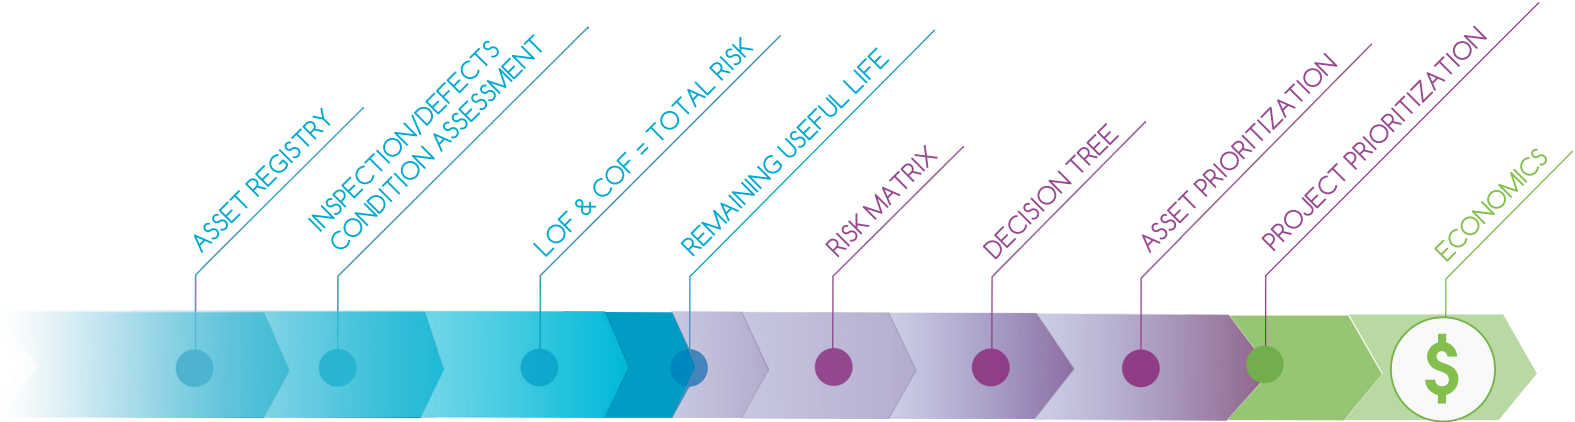 ASSET REGISTRY
INSPECTION/DEFECTS
CONDITION ASSESSMENT
LOF & COF = TOTAL RISK
REMAINING USEFUL LIFE
RISK MATRIX
DECISION TREE
ASSET PRIORITIZATION
PROJECT PRIORITIZATION
ECONOMICS
$